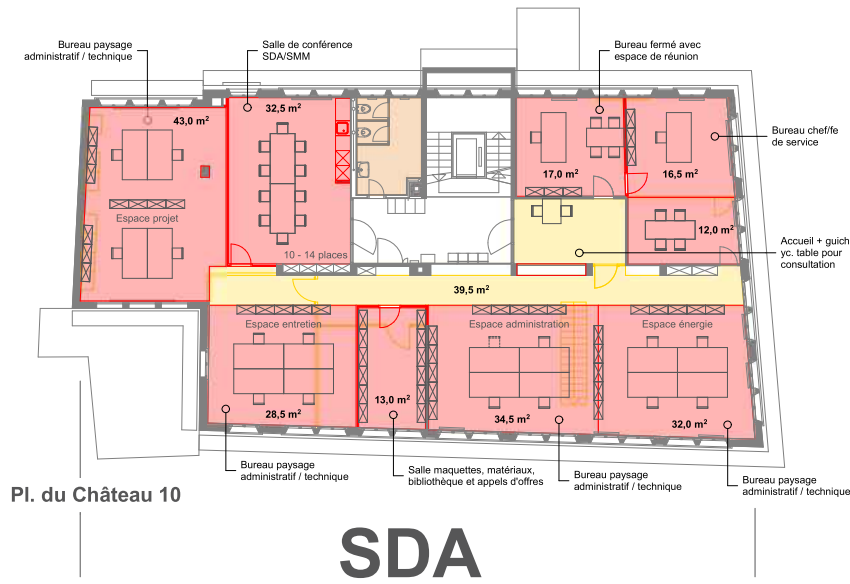 Bureau paysage
administratif / technique
Salle de conférence
SDA/SMM
Bureau fermé avec
espace de réunion
43,0 m²
32,5 m²
Bureau chef/fe
de service
17,0 m²
16,5 m²
Espace projet
12,0 m²
10 - 14 places
Accueil + guich
yc. table pour
consultation
39,5 m²
Espace entretien
Espace administration
Espace énergie
13,0 m²
28,5 m²
34,5 m²
32,0 m²
Bureau paysage
administratif / technique
Salle maquettes, matériaux,
bibliothèque et appels d'offres
Bureau paysage
administratif / technique
Bureau paysage
administratif / technique
Pl. du Château 10
SDA